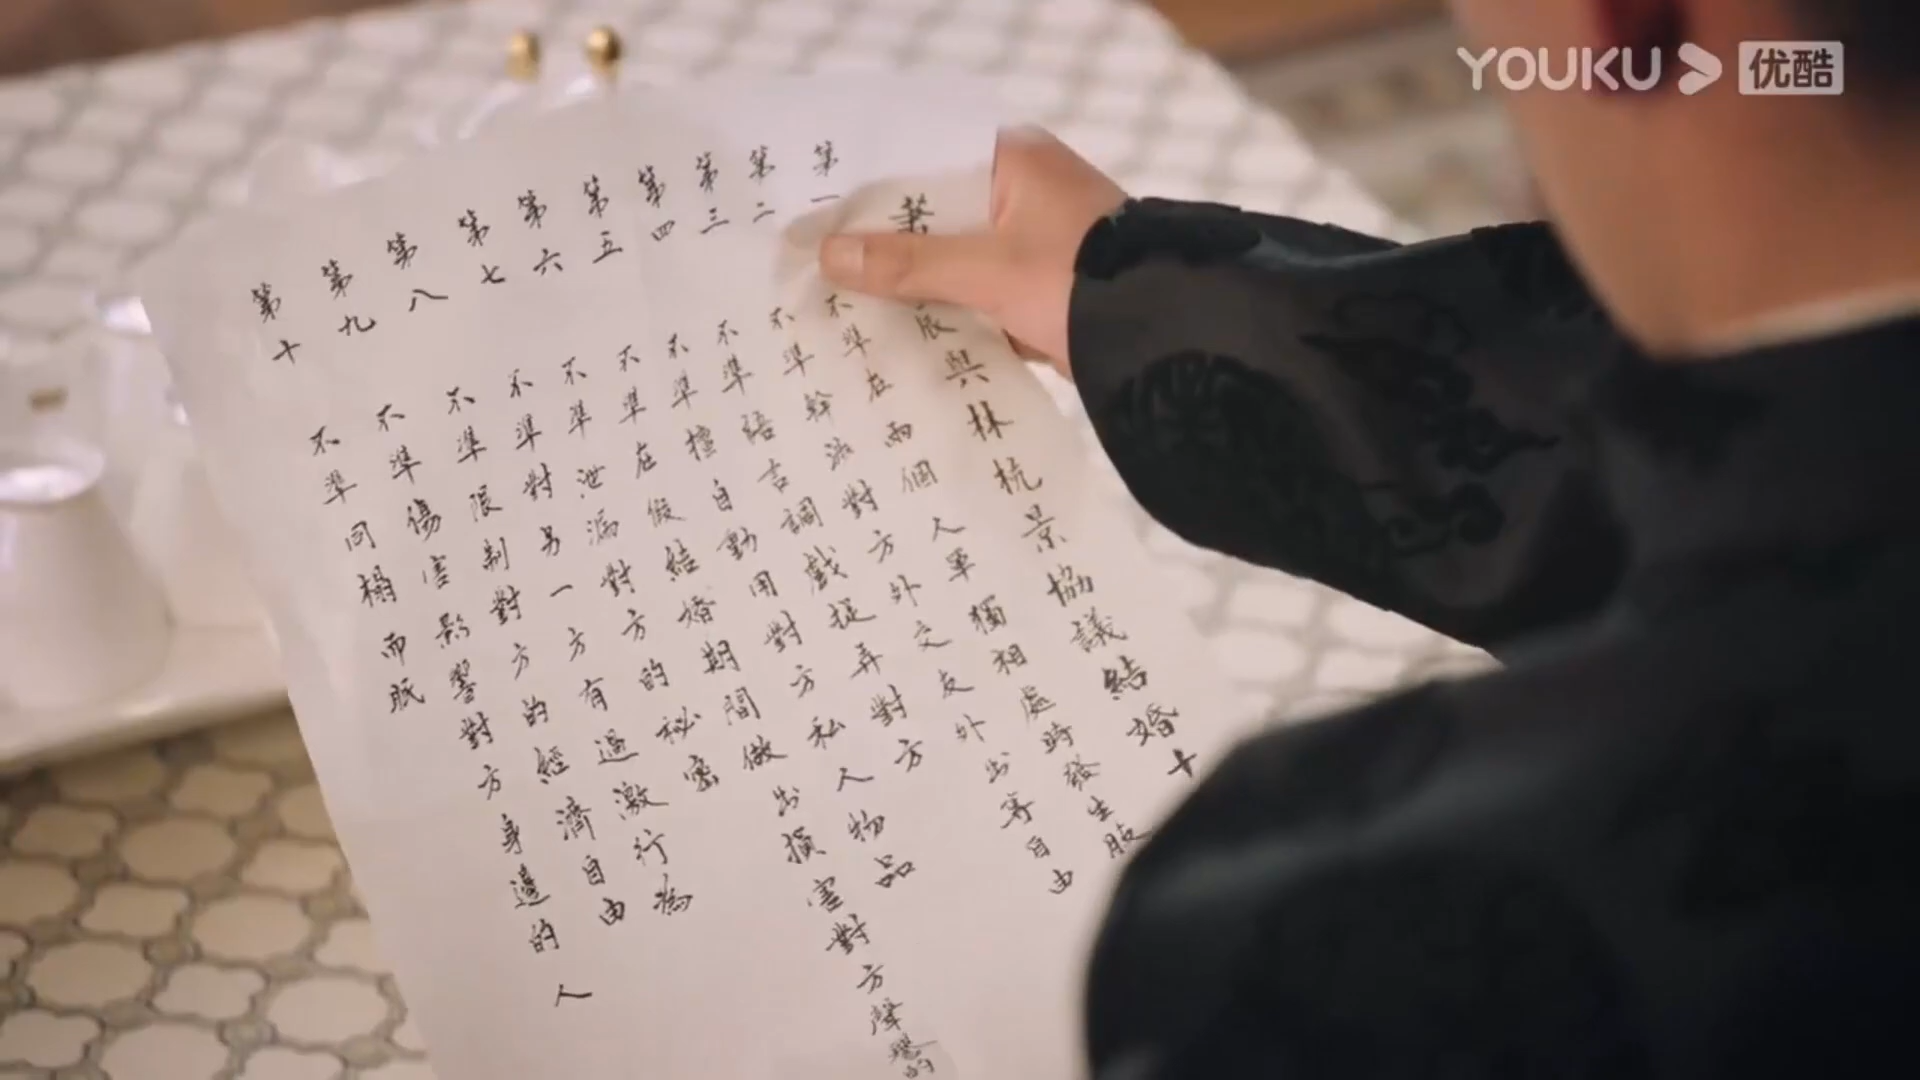 YOUKU 优酷
辰與林杭景協議結婚十
第一 不準在兩個人單獨相處時發生肢
第二 不準幹涉對方外交友外出等自由
第三 不準語言調戲捉弄對方
第四 不準擅自動用對方私人物品
第五 不準在假結婚期間做出損害對方聲譽的
第六 不準泄漏對方的秘密
第七 不準對另一方有過激行為
第八 不準限制對方的經濟自由
第九 不準傷害影響對方身邊的人
第十 不準同榻而眠